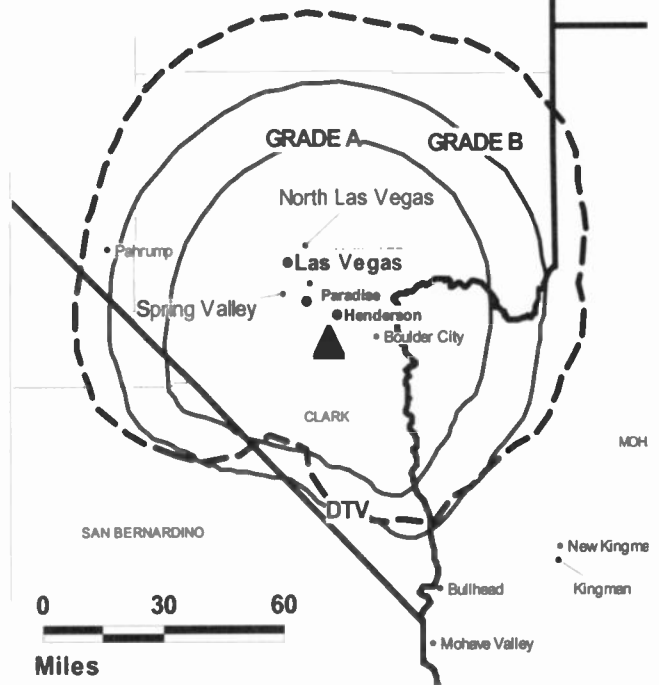 GRADE A
GRADE B
North Las Vegas
Pahrump
Las Vegas
Paradise
Spring Valley
Henderson
Boulder City
CLARK
MOH
DTV
SAN BERNARDINO
New Kingma
Kingman
0 30 60
Bullhead
Mohave Valley
Miles